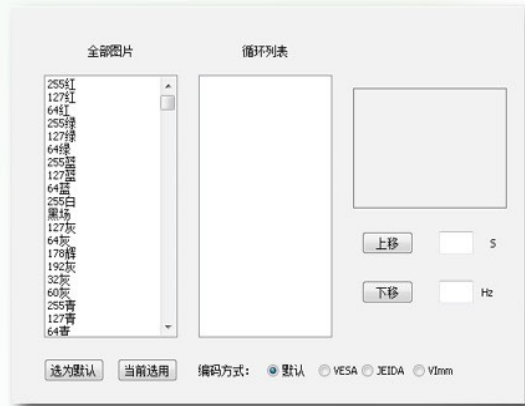 全部图片
循环列表
255红
127红
64红
255绿
127绿
64绿
255蓝
127蓝
64蓝
255白
黑场
127灰
64灰
178辉
192灰
32灰
60灰
255青
127青
64青
上移
S
下移
Hz
选为默认
当前选用
编码方式：
默认
VESA
JEIDA
VImm